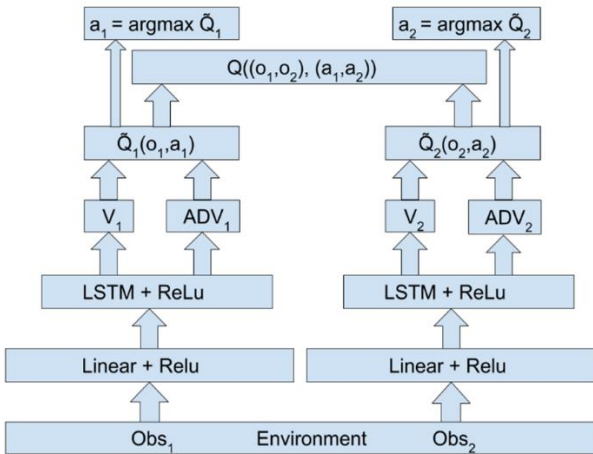 a₁ = argmax Q̃₁ a₂ = argmax Q̃₂
Q((o₁,o₂), (a₁,a₂))
Q̃₁(o₁,a₁) Q̃₂(o₂,a₂)
V₁ ADV₁ V₂ ADV₂
LSTM + ReLu LSTM + ReLu
Linear + Relu Linear + Relu
Obs₁ Environment Obs₂